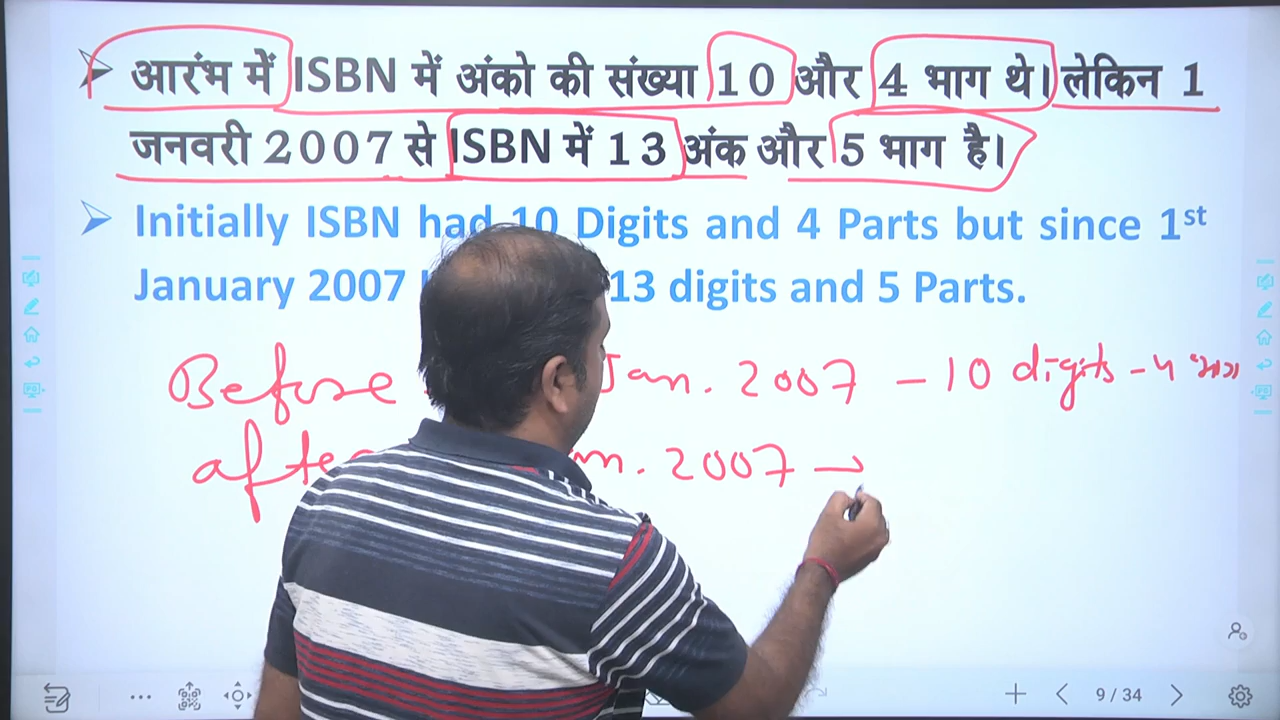 आरंभ में ISBN में अंको की संख्या 10 और 4 भाग थे। लेकिन 1
जनवरी 2007 से ISBN में 13 अंक और 5 भाग है।
Initially ISBN had 10 Digits and 4 Parts but since 1st
January 2007 13 digits and 5 Parts.
Before Jan. 2007 - 10 digits - 4 भाग
after 2007 →
9 / 34